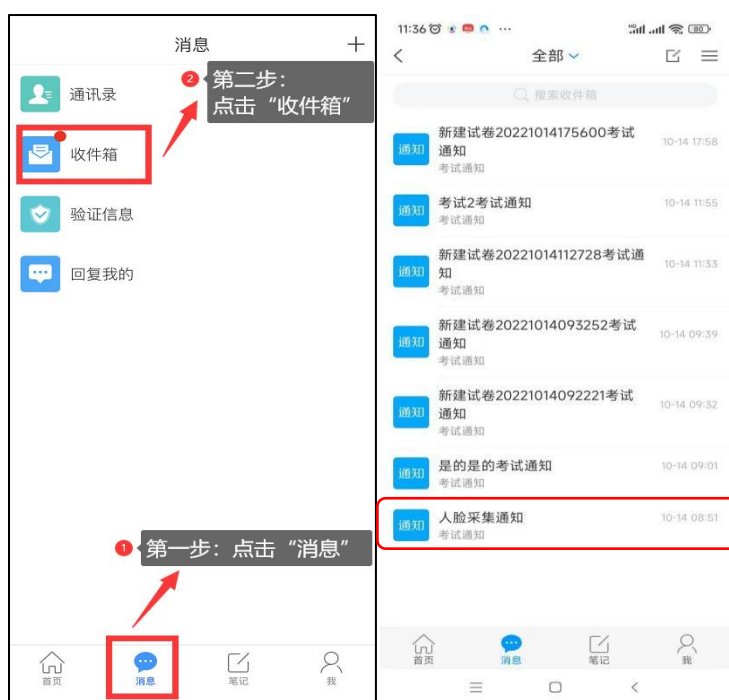 消息
通讯录
② 第二步：
点击“收件箱”
收件箱
验证信息
回复我的
① 第一步：点击“消息”
首页
消息
笔记
我
11:36
80
全部
搜索收件箱
通知
新建试卷20221014175600考试
通知
考试通知
10-14 17:58
通知
考试2考试通知
考试通知
10-14 11:55
通知
新建试卷20221014112728考试通
知
考试通知
10-14 11:33
通知
新建试卷20221014093252考试
通知
考试通知
10-14 09:39
通知
新建试卷20221014092221考试
通知
考试通知
10-14 09:32
通知
是的是的考试通知
考试通知
10-14 09:01
通知
人脸采集通知
考试通知
10-14 08:51
首页
消息
笔记
我